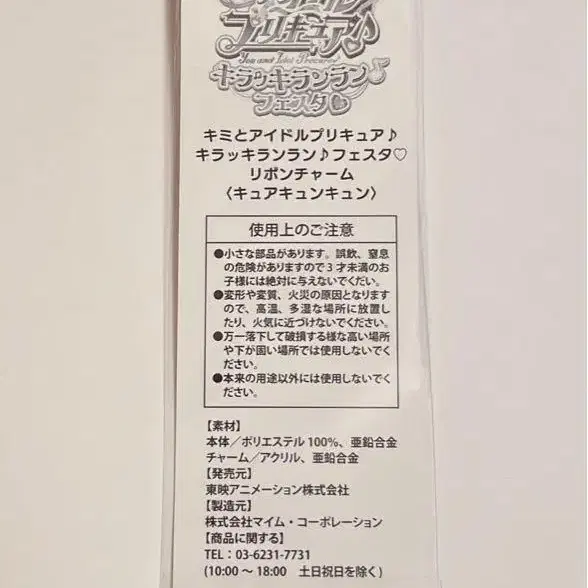 プリキュア♪
You and Idol Precure♪
キラッキランラン♪
フェスタ♡
キミとアイドルプリキュア♪
キラッキランラン♪フェスタ♡
リボンチャーム
〈キュアキュンキュン〉
使用上のご注意
●小さな部品があります。誤飲、窒息
の危険がありますので3才未満のお
子様には絶対に与えないでください。
●変形や変質、火災の原因となります
ので、高温、多湿な場所に放置し
たり、火気に近づけないでください。
●万一落下して破損する様な高い場所
や下が固い場所では使用しないでく
ださい。
●本来の用途以外には使用しないでく
ださい。
【素材】
本体/ポリエステル100%、亜鉛合金
チャーム/アクリル、亜鉛合金
【発売元】
東映アニメーション株式会社
【製造元】
株式会社マイム・コーポレーション
【商品に関する】
TEL:03-6231-7731
(10:00~18:00 土日祝日を除く)